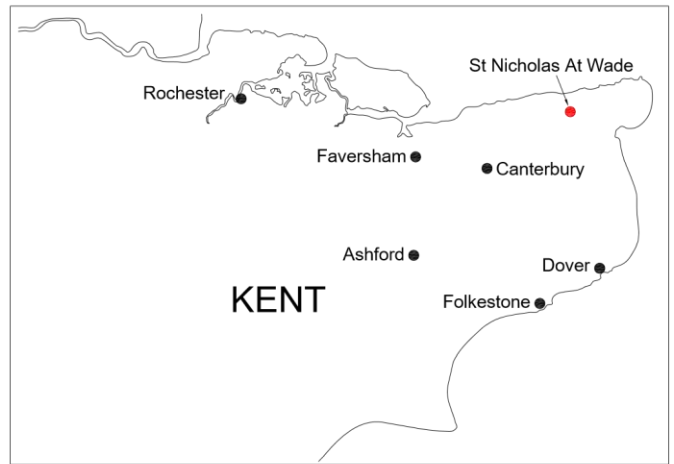 St Nicholas At Wade
Rochester
Faversham
Canterbury
Ashford
Dover
KENT
Folkestone